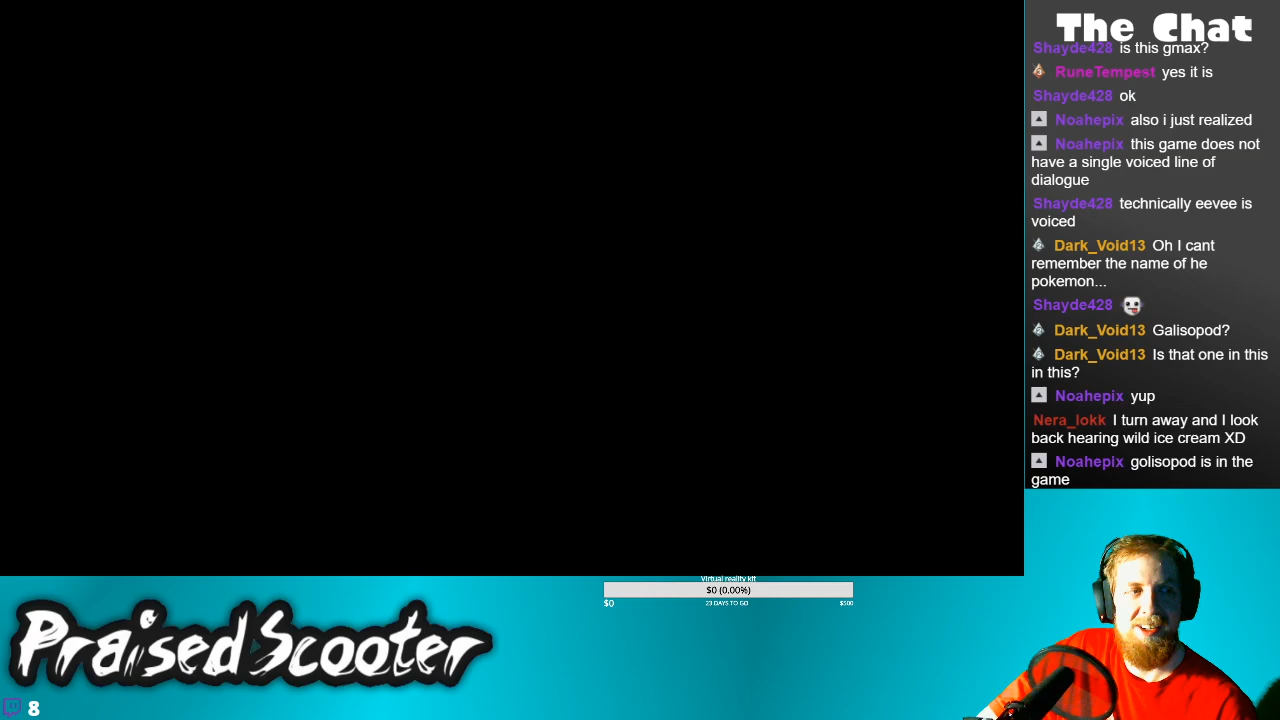 The Chat
Shayde428 is this gmax?
RuneTempest yes it is
Shayde428 ok
Noahepix also i just realized
Noahepix this game does not
have a single voiced line of
dialogue
Shayde428 technically eevee is
voiced
Dark_Void13 Oh I cant
remember the name of he
pokemon...
Shayde428
Dark_Void13 Galisopod?
Dark_Void13 Is that one in this
in this?
Noahepix yup
Nera_lokk I turn away and I look
back hearing wild ice cream XD
Noahepix golisopod is in the
game
Virtual reality kit
$0 (0.00%)
$0 23 DAYS TO GO $500
PraisedScooter
8